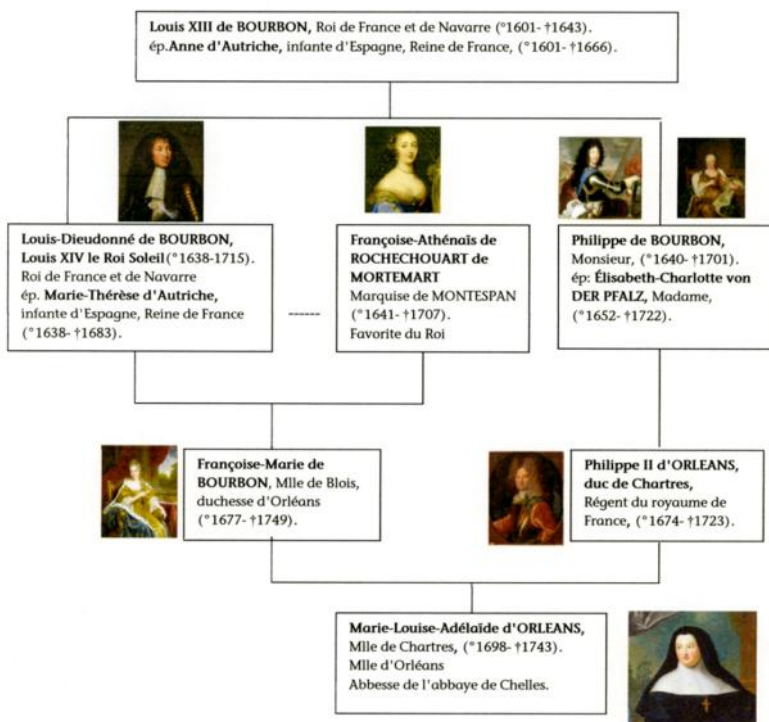 Louis XIII de BOURBON, Roi de France et de Navarre (°1601- †1643).
ép.Anne d'Autriche, infante d'Espagne, Reine de France, (°1601- †1666).
Louis-Dieudonné de BOURBON,
Louis XIV le Roi Soleil(°1638-1715).
Roi de France et de Navarre
ép. Marie-Thérèse d'Autriche,
infante d'Espagne, Reine de France
(°1638- †1683).
------
Françoise-Athénaïs de
ROCHECHOUART de
MORTEMART
Marquise de MONTESPAN
(°1641- †1707).
Favorite du Roi
Philippe de BOURBON,
Monsieur, (°1640- †1701).
ép: Élisabeth-Charlotte von
DER PFALZ, Madame,
(°1652- †1722).
Françoise-Marie de
BOURBON, Mlle de Blois,
duchesse d'Orléans
(°1677- †1749).
Philippe II d'ORLEANS,
duc de Chartres,
Régent du royaume de
France, (°1674- †1723).
Marie-Louise-Adélaïde d'ORLEANS,
Mlle de Chartres, (°1698- †1743).
Mlle d'Orléans
Abbesse de l'abbaye de Chelles.